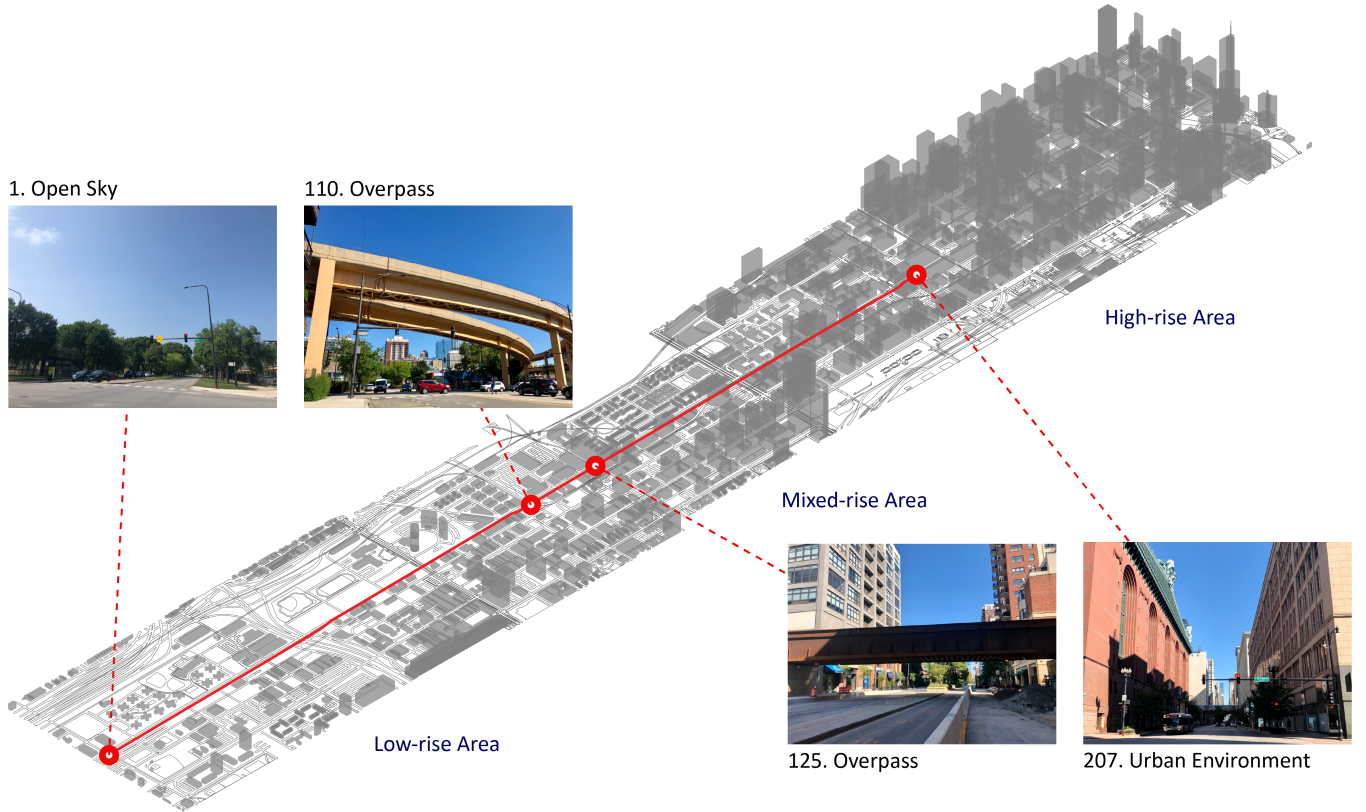 1. Open Sky
110. Overpass
High-rise Area
Mixed-rise Area
Low-rise Area
125. Overpass
207. Urban Environment